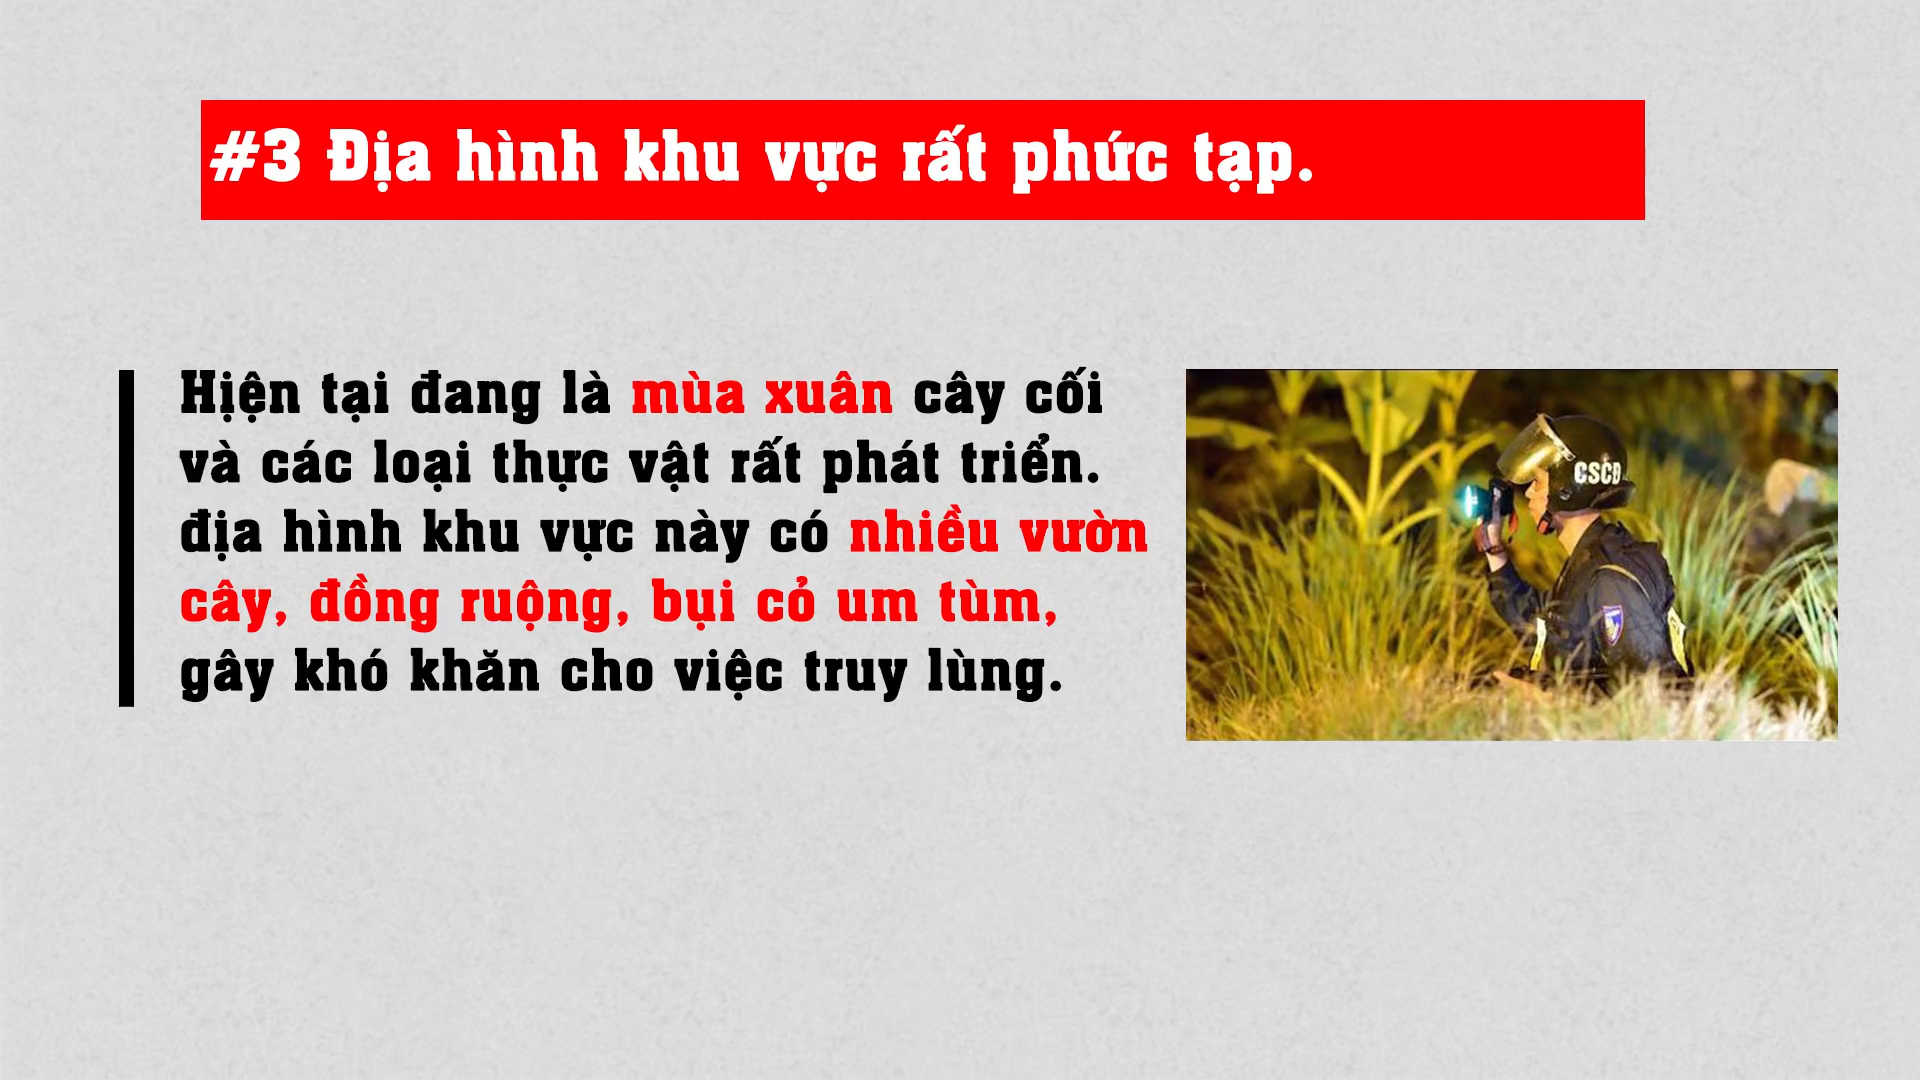 #3 Địa hình khu vực rất phức tạp.
Hiện tại đang là mùa xuân cây cối
và các loại thực vật rất phát triển.
địa hình khu vực này có nhiều vườn
cây, đồng ruộng, bụi cỏ um tùm,
gây khó khăn cho việc truy lùng.
CSCĐ